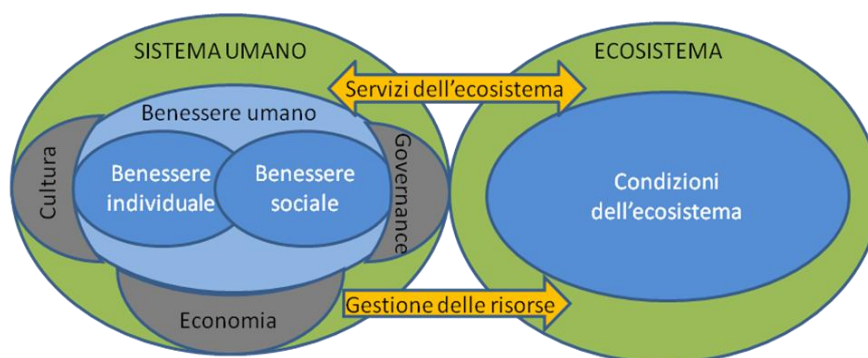 SISTEMA UMANO
ECOSISTEMA
Servizi dell'ecosistema
Benessere umano
Cultura
Benessere
individuale
Benessere
sociale
Governance
Condizioni
dell'ecosistema
Gestione delle risorse
Economia